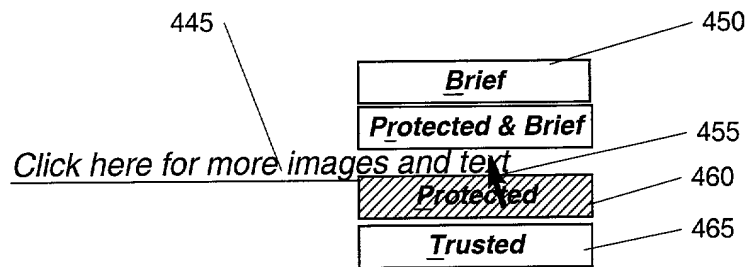 445
450
Brief
Protected & Brief
455
Click here for more images and text
460
Protected
465
Trusted